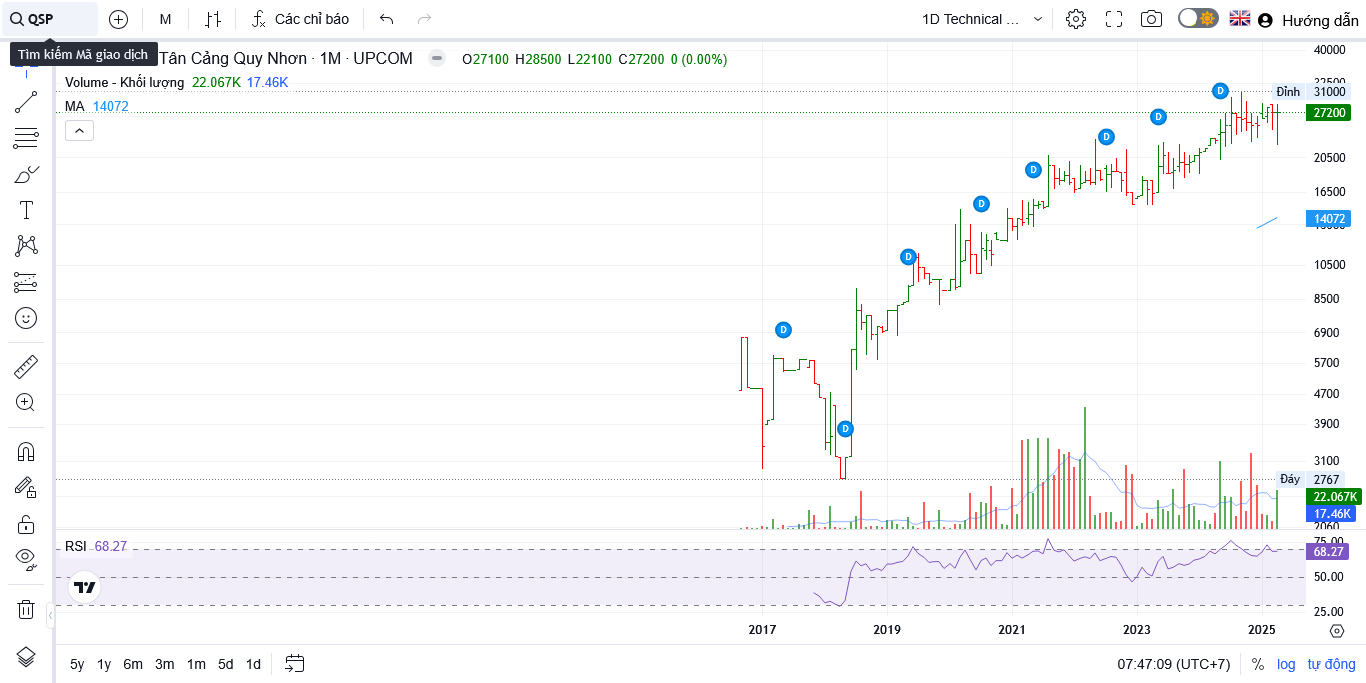 QSP
M
Các chỉ báo
1D Technical ...
Hướng dẫn
Tìm kiếm Mã giao dịch
Tân Cảng Quy Nhơn · 1M · UPCOM
O27100 H28500 L22100 C27200 0 (0.00%)
Volume - Khối lượng 22.067K 17.46K
MA 14072
40000
32500
Đỉnh 31000
27200
20500
16500
14072
10500
8500
6900
5700
4700
3900
3100
Đáy 2767
22.067K
17.46K
2060
D
D
D
D
D
D
D
D
RSI 68.27
75.00
68.27
50.00
25.00
2017 2019 2021 2023 2025
5y 1y 6m 3m 1m 5d 1d
07:47:09 (UTC+7) % log tự động